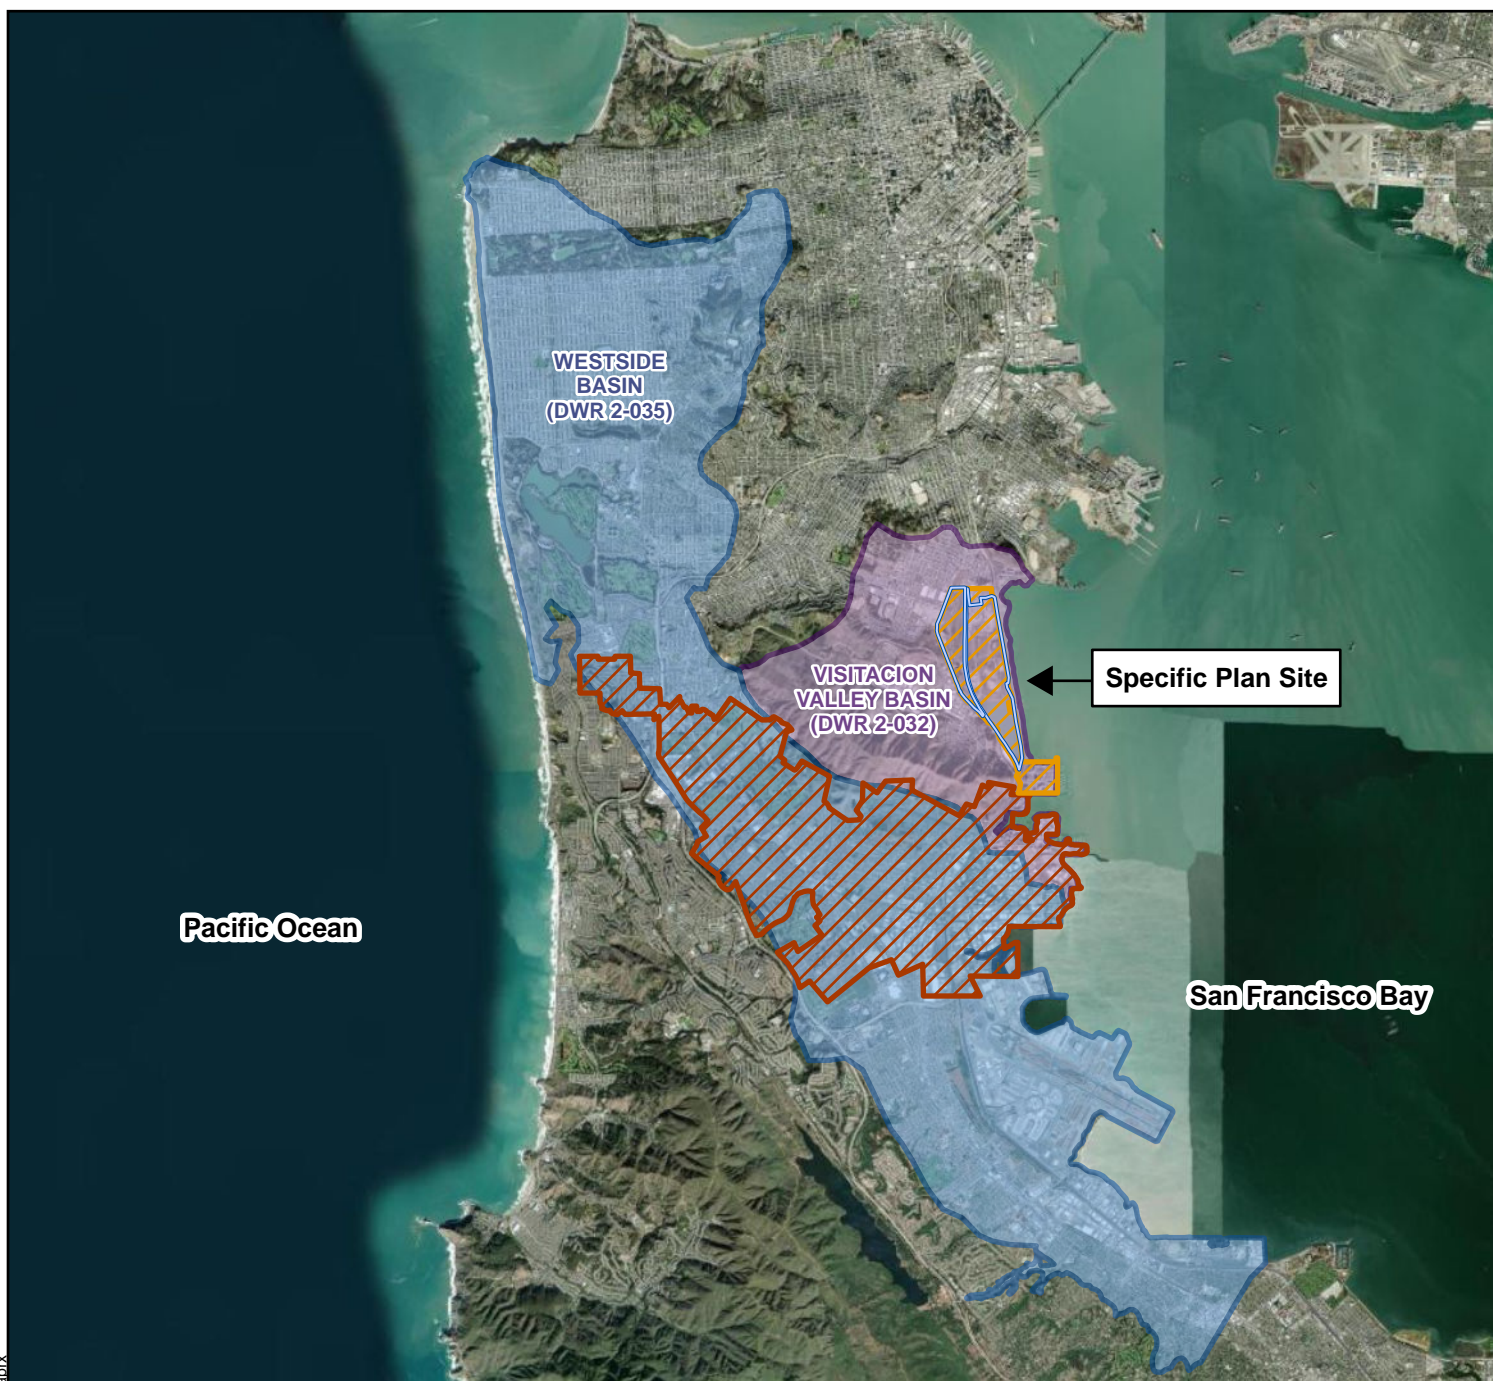 WESTSIDE
BASIN
(DWR 2-035)
VISITACION
VALLEY BASIN
(DWR 2-032)
Specific Plan Site
Pacific Ocean
San Francisco Bay